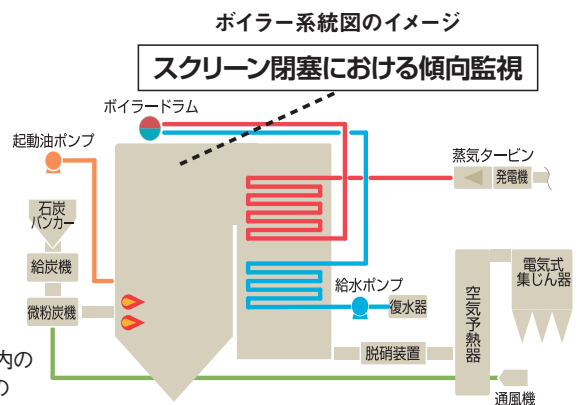 ボイラー系統図のイメージ
スクリーン閉塞における傾向監視
ボイラードラム
起動油ポンプ
蒸気タービン
発電機
石炭
バンカー
給炭機
微粉炭機
給水ポンプ
復水器
空気予熱器
電気式
集じん器
脱硝装置
内の
の
通風機